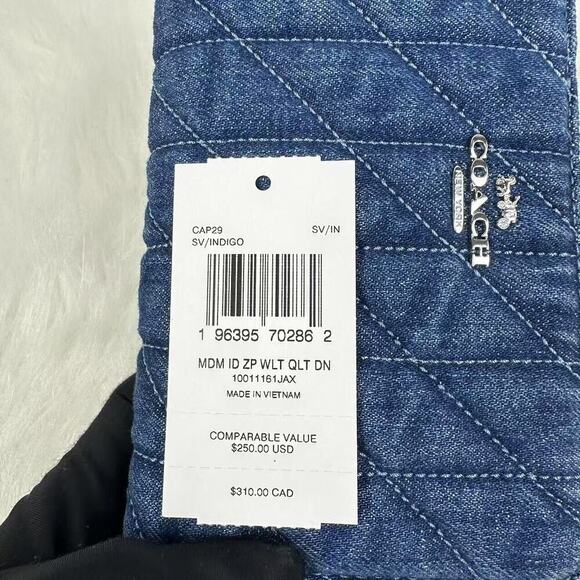 CAP29 SV/IN
SV/INDIGO
1 96395 70286 2
MDM ID ZP WLT QLT DN
10011161JAX
MADE IN VIETNAM
COMPARABLE VALUE
$250.00 USD
$310.00 CAD
COACH
NEW YORK